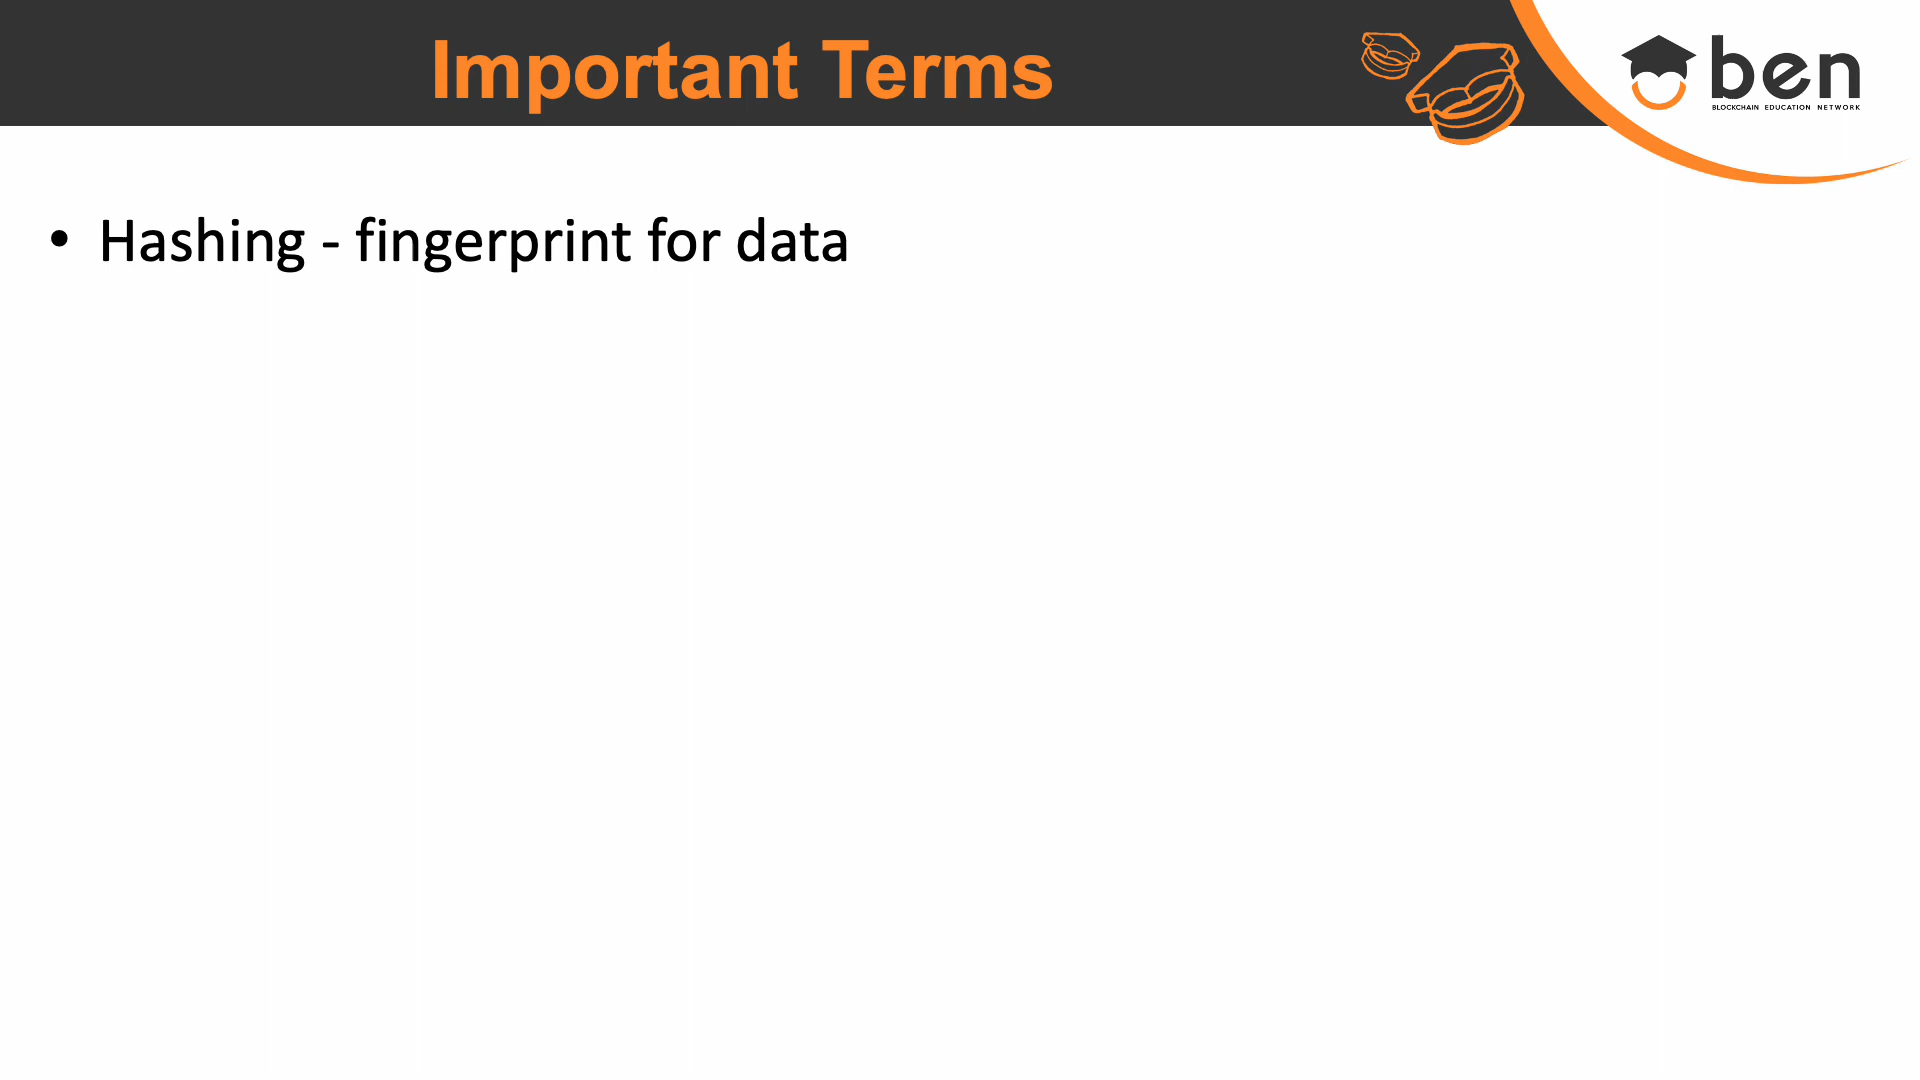 Important Terms
ben
BLOCKCHAIN EDUCATION NETWORK
• Hashing - fingerprint for data